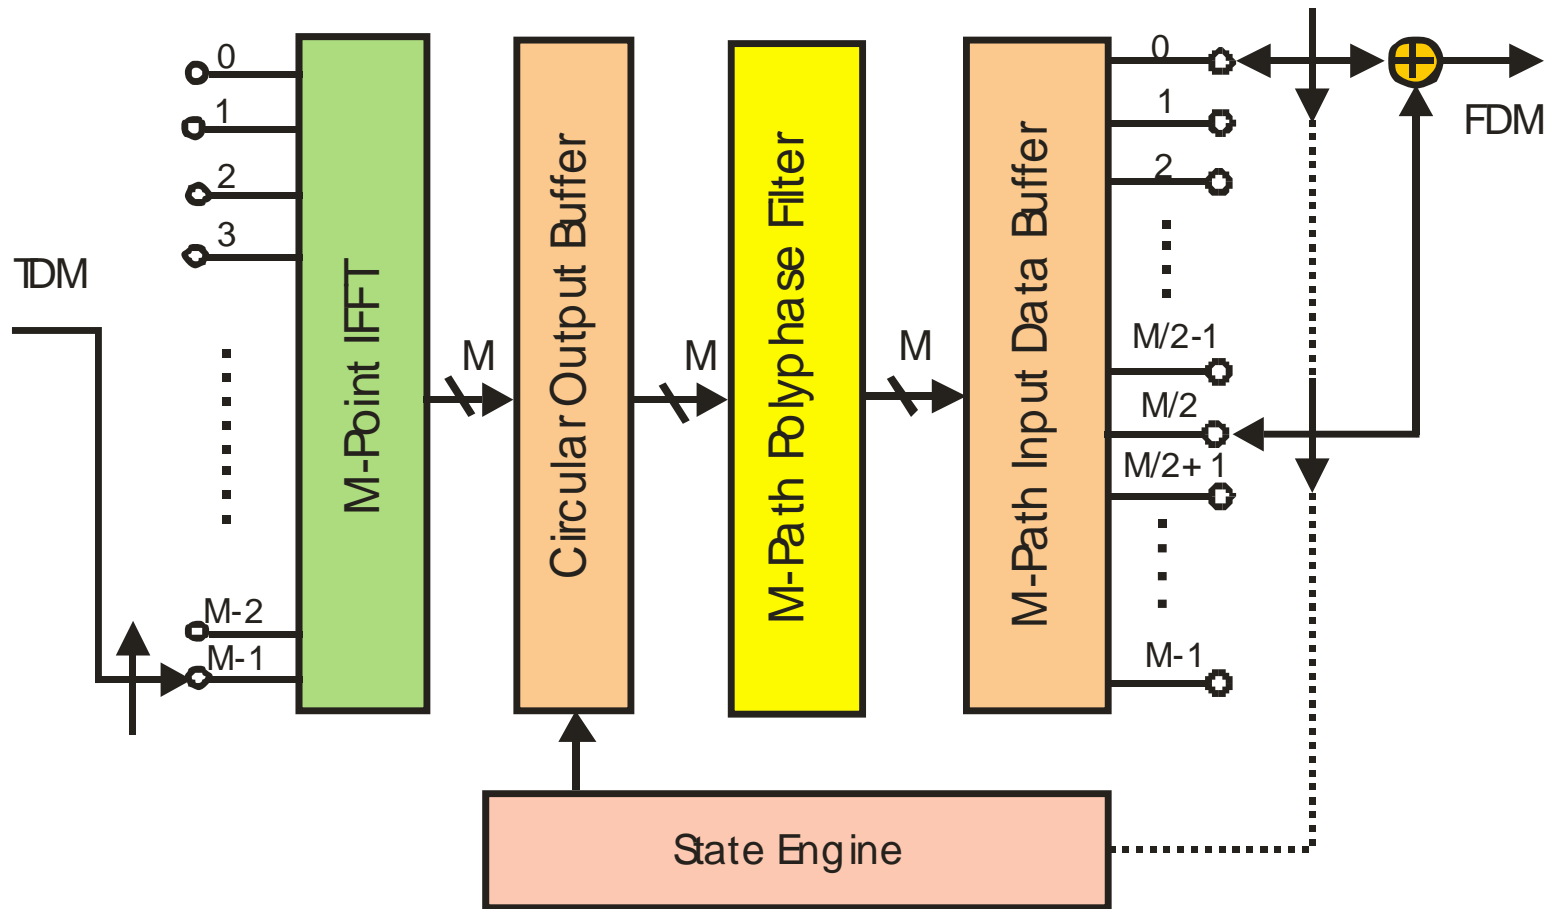 TDM
0
1
2
3
M-2
M-1
M-Point IFFT
M
Circular Output Buffer
M
M-Path Polyphase Filter
M
M-Path Input Data Buffer
0
1
2
M/2-1
M/2
M/2+1
M-1
FDM
State Engine